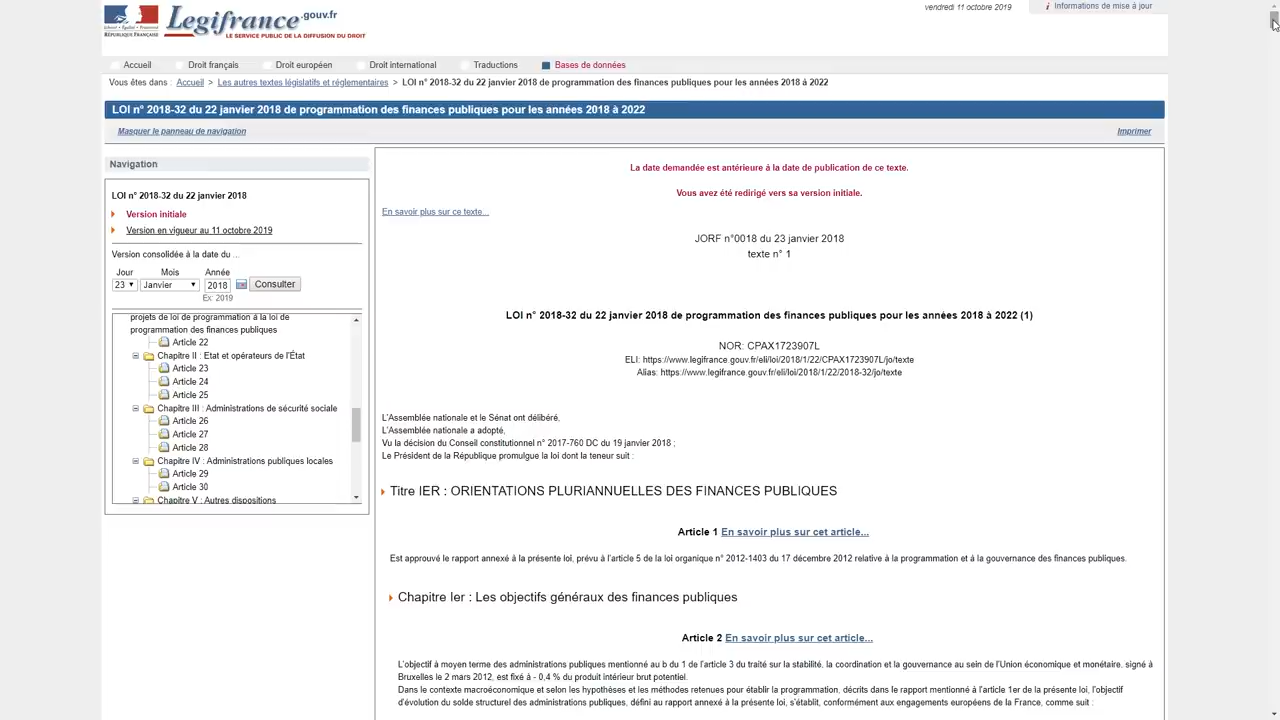 Legifrance.gouv.fr
Liberté • Égalité • Fraternité
RÉPUBLIQUE FRANÇAISE
LE SERVICE PUBLIC DE LA DIFFUSION DU DROIT
vendredi 11 octobre 2019
i Informations de mise à jour
Accueil Droit français Droit européen Droit international Traductions Bases de données
Vous êtes dans : Accueil > Les autres textes législatifs et réglementaires > LOI n° 2018-32 du 22 janvier 2018 de programmation des finances publiques pour les années 2018 à 2022
LOI n° 2018-32 du 22 janvier 2018 de programmation des finances publiques pour les années 2018 à 2022
Masquer le panneau de navigation Imprimer
Navigation
LOI n° 2018-32 du 22 janvier 2018
Version initiale
Version en vigueur au 11 octobre 2019
Version consolidée à la date du ...
Jour Mois Année
23 Janvier 2018 Consulter
Ex: 2019
projets de loi de programmation à la loi de
programmation des finances publiques
Article 22
Chapitre II : Etat et opérateurs de l'État
Article 23
Article 24
Article 25
Chapitre III : Administrations de sécurité sociale
Article 26
Article 27
Article 28
Chapitre IV : Administrations publiques locales
Article 29
Article 30
Chapitre V : Autres dispositions
La date demandée est antérieure à la date de publication de ce texte.
Vous avez été redirigé vers sa version initiale.
En savoir plus sur ce texte...
JORF n°0018 du 23 janvier 2018
texte n° 1
LOI n° 2018-32 du 22 janvier 2018 de programmation des finances publiques pour les années 2018 à 2022 (1)
NOR: CPAX1723907L
ELI: https://www.legifrance.gouv.fr/eli/loi/2018/1/22/CPAX1723907L/jo/texte
Alias: https://www.legifrance.gouv.fr/eli/loi/2018/1/22/2018-32/jo/texte
L'Assemblée nationale et le Sénat ont délibéré,
L'Assemblée nationale a adopté,
Vu la décision du Conseil constitutionnel n° 2017-760 DC du 19 janvier 2018 ;
Le Président de la République promulgue la loi dont la teneur suit :
Titre IER : ORIENTATIONS PLURIANNUELLES DES FINANCES PUBLIQUES
Article 1 En savoir plus sur cet article...
Est approuvé le rapport annexé à la présente loi, prévu à l'article 5 de la loi organique n° 2012-1403 du 17 décembre 2012 relative à la programmation et à la gouvernance des finances publiques.
Chapitre Ier : Les objectifs généraux des finances publiques
Article 2 En savoir plus sur cet article...
L'objectif à moyen terme des administrations publiques mentionné au b du 1 de l'article 3 du traité sur la stabilité, la coordination et la gouvernance au sein de l'Union économique et monétaire, signé à
Bruxelles le 2 mars 2012, est fixé à - 0,4 % du produit intérieur brut potentiel.
Dans le contexte macroéconomique et selon les hypothèses et les méthodes retenues pour établir la programmation, décrits dans le rapport mentionné à l'article 1er de la présente loi, l'objectif
d'évolution du solde structurel des administrations publiques, défini au rapport annexé à la présente loi, s'établit, conformément aux engagements européens de la France, comme suit :